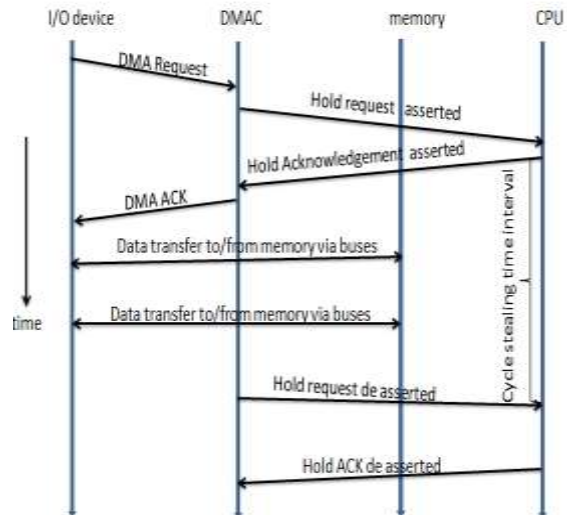 I/O device
DMAC
memory
CPU
DMA Request
Hold request asserted
Hold Acknowledgement asserted
DMA ACK
Data transfer to/from memory via buses
Cycle stealing time interval
time
Data transfer to/from memory via buses
Hold request de asserted
Hold ACK de asserted